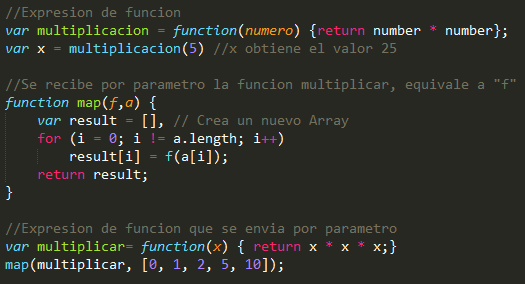 //Expresion de funcion
var multiplicacion = function(numero) {return number * number};
var x = multiplicacion(5) //x obtiene el valor 25
//Se recibe por parametro la funcion multiplicar, equivale a "f"
function map(f,a) {
var result = [], // Crea un nuevo Array
for (i = 0; i != a.length; i++)
result[i] = f(a[i]);
return result;
}
//Expresion de funcion que se envia por parametro
var multiplicar= function(x) { return x * x * x;}
map(multiplicar, [0, 1, 2, 5, 10]);